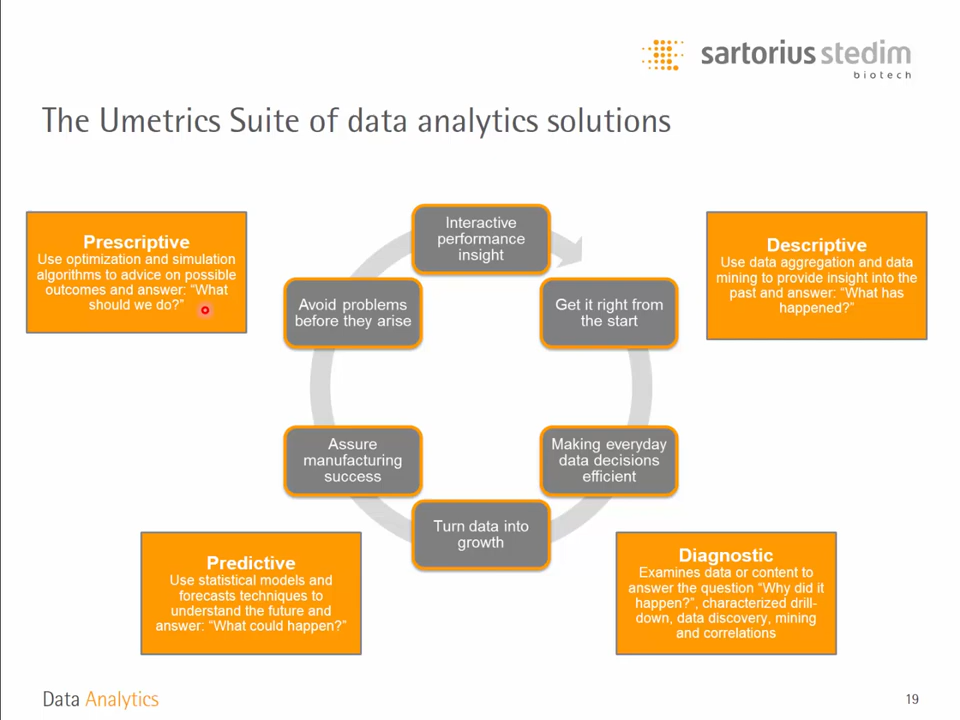 sartorius stedim
biotech
The Umetrics Suite of data analytics solutions
Prescriptive
Use optimization and simulation
algorithms to advice on possible
outcomes and answer: “What
should we do?”
Interactive
performance
insight
Descriptive
Use data aggregation and data
mining to provide insight into the
past and answer: “What has
happened?”
Avoid problems
before they arise
Get it right from
the start
Assure
manufacturing
success
Making everyday
data decisions
efficient
Turn data into
growth
Predictive
Use statistical models and
forecasts techniques to
understand the future and
answer: “What could happen?”
Diagnostic
Examines data or content to
answer the question “Why did it
happen?”, characterized drill-
down, data discovery, mining
and correlations
Data Analytics
19